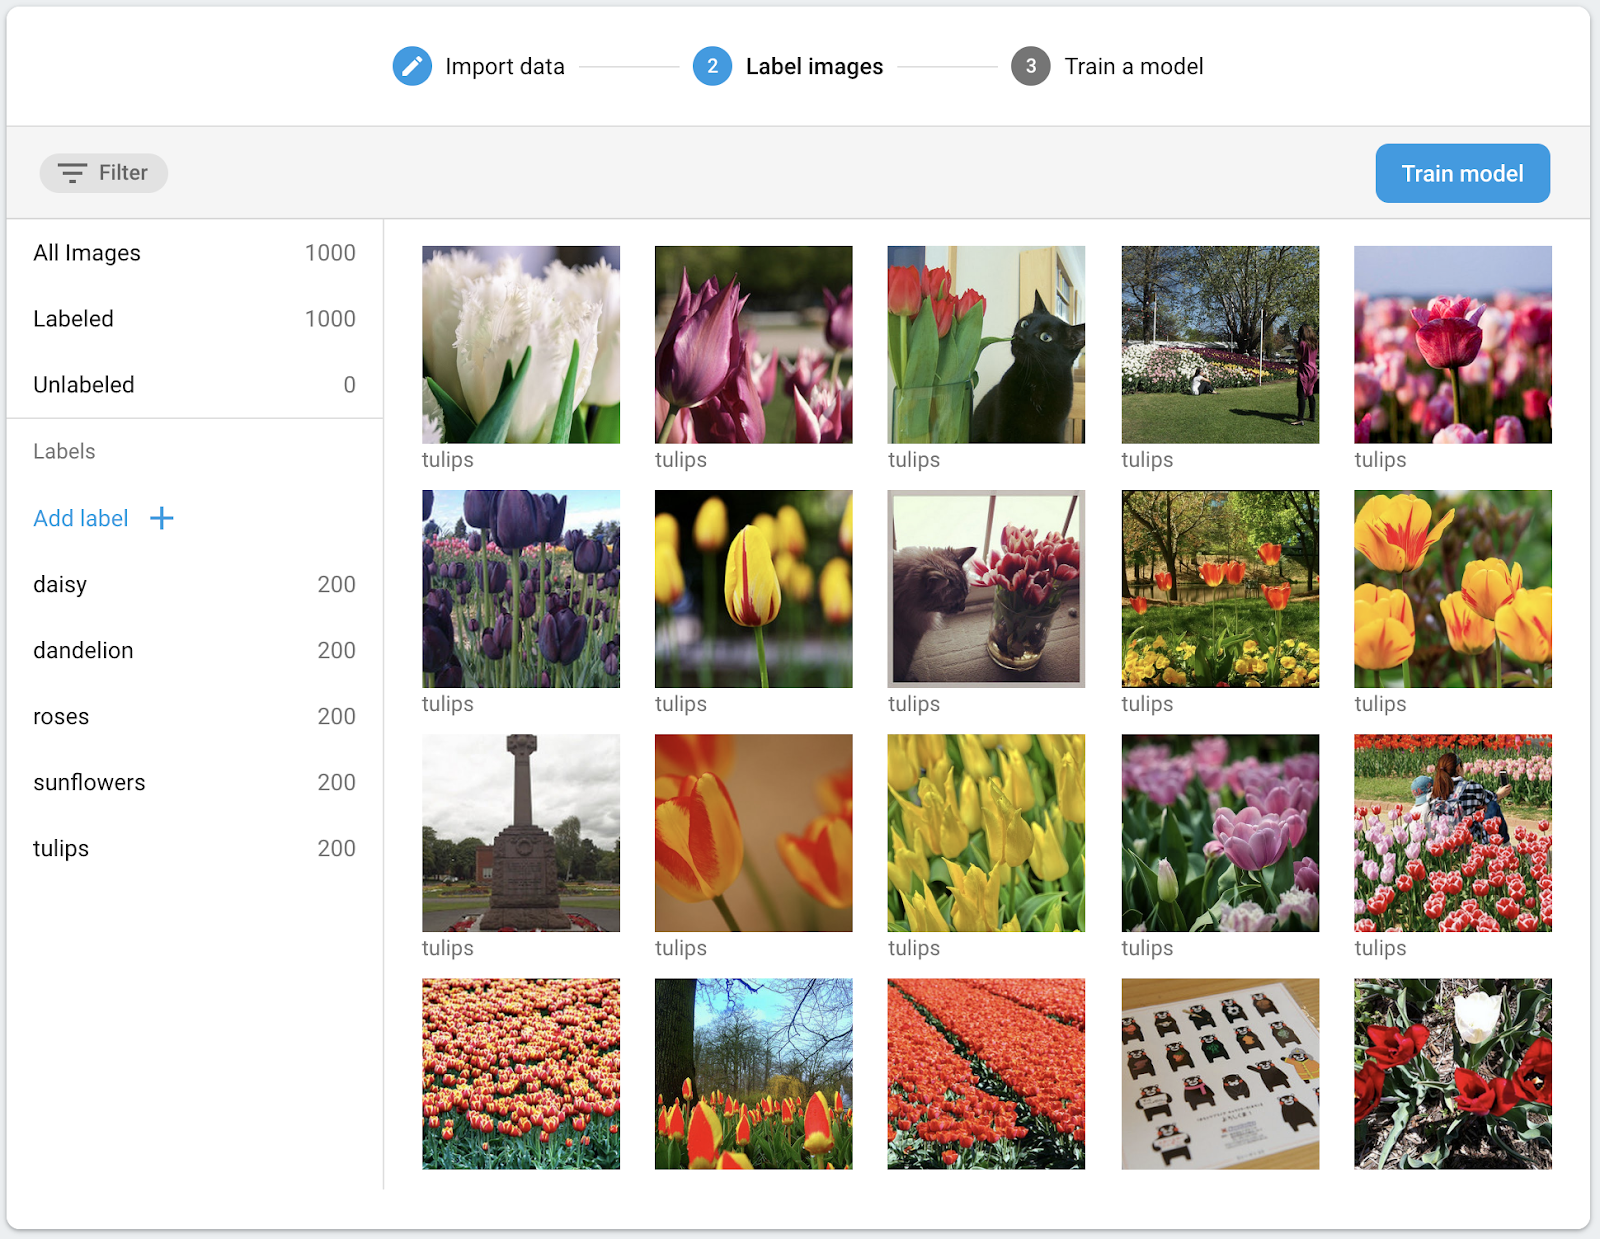 Import data
2
Label images
3
Train a model
Filter
Train model
All Images 1000
Labeled 1000
Unlabeled 0
Labels
Add label +
daisy 200
dandelion 200
roses 200
sunflowers 200
tulips 200
tulips tulips tulips tulips tulips
tulips tulips tulips tulips tulips
tulips tulips tulips tulips tulips